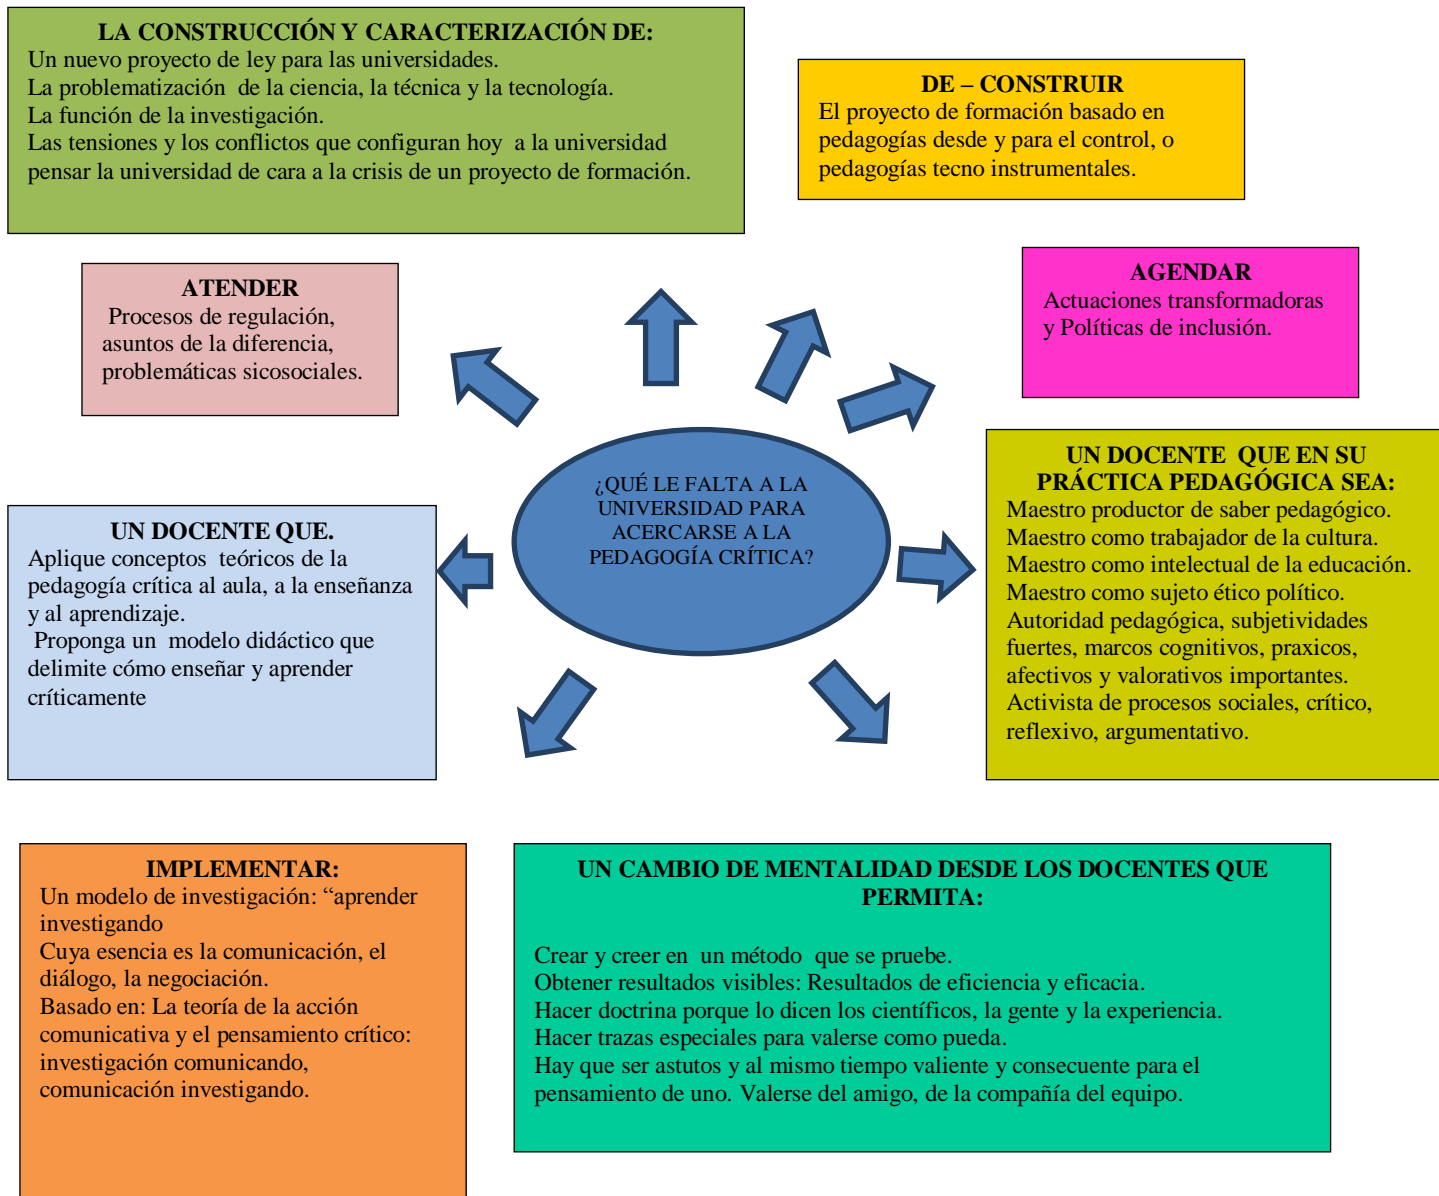 LA CONSTRUCCIÓN Y CARACTERIZACIÓN DE:
Un nuevo proyecto de ley para las universidades.
La problematización de la ciencia, la técnica y la tecnología.
La función de la investigación.
Las tensiones y los conflictos que configuran hoy a la universidad
pensar la universidad de cara a la crisis de un proyecto de formación.
DE – CONSTRUIR
El proyecto de formación basado en
pedagogías desde y para el control, o
pedagogías tecno instrumentales.
ATENDER
Procesos de regulación,
asuntos de la diferencia,
problemáticas sicosociales.
AGENDAR
Actuaciones transformadoras
y Políticas de inclusión.
¿QUÉ LE FALTA A LA
UNIVERSIDAD PARA
ACERCARSE A LA
PEDAGOGÍA CRÍTICA?
UN DOCENTE QUE.
Aplique conceptos teóricos de la
pedagogía crítica al aula, a la enseñanza
y al aprendizaje.
Proponga un modelo didáctico que
delimite cómo enseñar y aprender
críticamente
UN DOCENTE QUE EN SU
PRÁCTICA PEDAGÓGICA SEA:
Maestro productor de saber pedagógico.
Maestro como trabajador de la cultura.
Maestro como intelectual de la educación.
Maestro como sujeto ético político.
Autoridad pedagógica, subjetividades
fuertes, marcos cognitivos, praxicos,
afectivos y valorativos importantes.
Activista de procesos sociales, crítico,
reflexivo, argumentativo.
IMPLEMENTAR:
Un modelo de investigación: “aprender
investigando
Cuya esencia es la comunicación, el
diálogo, la negociación.
Basado en: La teoría de la acción
comunicativa y el pensamiento crítico:
investigación comunicando,
comunicación investigando.
UN CAMBIO DE MENTALIDAD DESDE LOS DOCENTES QUE
PERMITA:
Crear y creer en un método que se pruebe.
Obtener resultados visibles: Resultados de eficiencia y eficacia.
Hacer doctrina porque lo dicen los científicos, la gente y la experiencia.
Hacer trazas especiales para valerse como pueda.
Hay que ser astutos y al mismo tiempo valiente y consecuente para el
pensamiento de uno. Valerse del amigo, de la compañía del equipo.